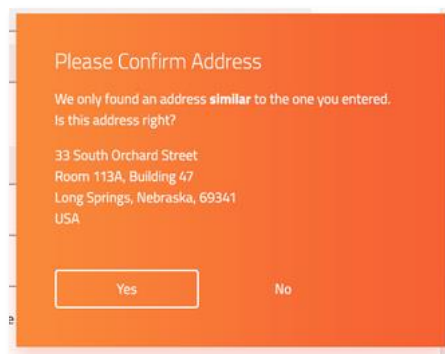 Please Confirm Address
We only found an address similar to the one you entered.
Is this address right?
33 South Orchard Street
Room 113A, Building 47
Long Springs, Nebraska, 69341
USA
Yes
No